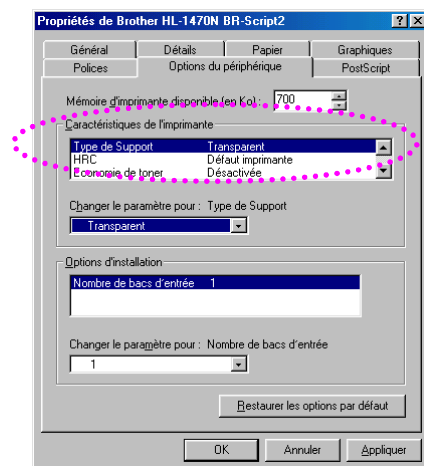 Propriétés de Brother HL-1470N BR-Script2
Général Détails Papier Graphiques
Polices Options du périphérique PostScript
Mémoire d'imprimante disponible (en Ko) : 700
Caractéristiques de l'imprimante
Type de Support Transparent
HRC Défaut imprimante
Economie de toner Désactivée
Changer le paramètre pour : Type de Support
Transparent
Options d'installation
Nombre de bacs d'entrée 1
Changer le paramètre pour : Nombre de bacs d'entrée
1
Restaurer les options par défaut
OK Annuler Appliquer